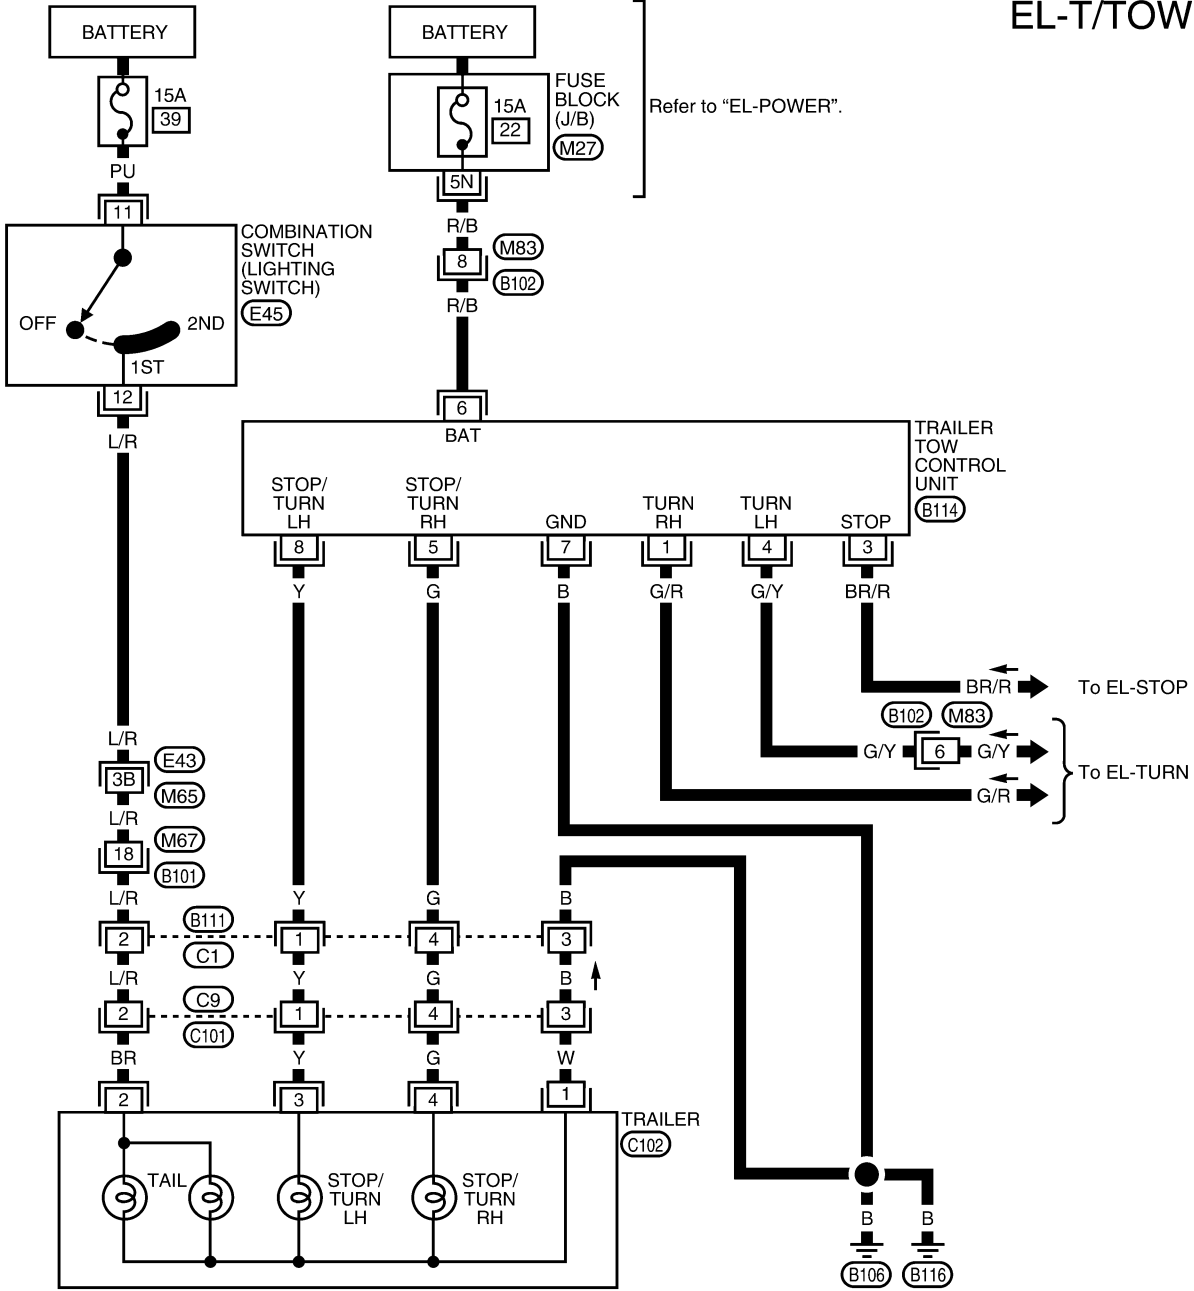 EL-T/TOW
BATTERY
BATTERY
15A
39
FUSE
BLOCK
(J/B)
M27
15A
22
Refer to “EL-POWER”.
PU
5N
11
R/B
COMBINATION
SWITCH
(LIGHTING
SWITCH)
E45
8
M83
B102
R/B
OFF
2ND
1ST
12
6
L/R
BAT
TRAILER
TOW
CONTROL
UNIT
B114
STOP/
TURN
LH
STOP/
TURN
RH
GND
TURN
RH
TURN
LH
STOP
8
5
7
1
4
3
Y
G
B
G/R
G/Y
BR/R
BR/R
To EL-STOP
B102
M83
G/Y
6
G/Y
To EL-TURN
G/R
L/R
3B
E43
M65
L/R
18
M67
B101
L/R
Y
G
B
B111
2
1
4
3
C1
L/R
Y
G
B
C9
2
1
4
3
C101
BR
Y
G
W
2
3
4
1
TRAILER
C102
TAIL
STOP/
TURN
LH
STOP/
TURN
RH
B
B
B106
B116